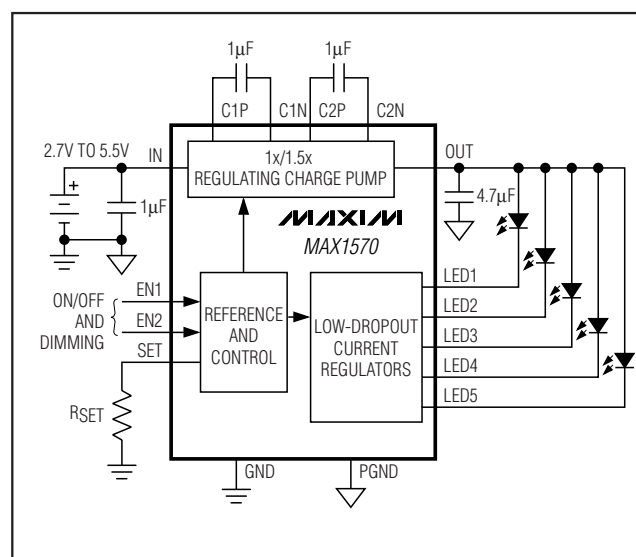 1µF
1µF
C1P
C1N
C2P
C2N
2.7V TO 5.5V
IN
1x/1.5x
REGULATING CHARGE PUMP
OUT
+
1µF
4.7µF
MAXIM
MAX1570
ON/OFF
AND
DIMMING
EN1
EN2
SET
REFERENCE
AND
CONTROL
LOW-DROPOUT
CURRENT
REGULATORS
LED1
LED2
LED3
LED4
LED5
RSET
GND
PGND